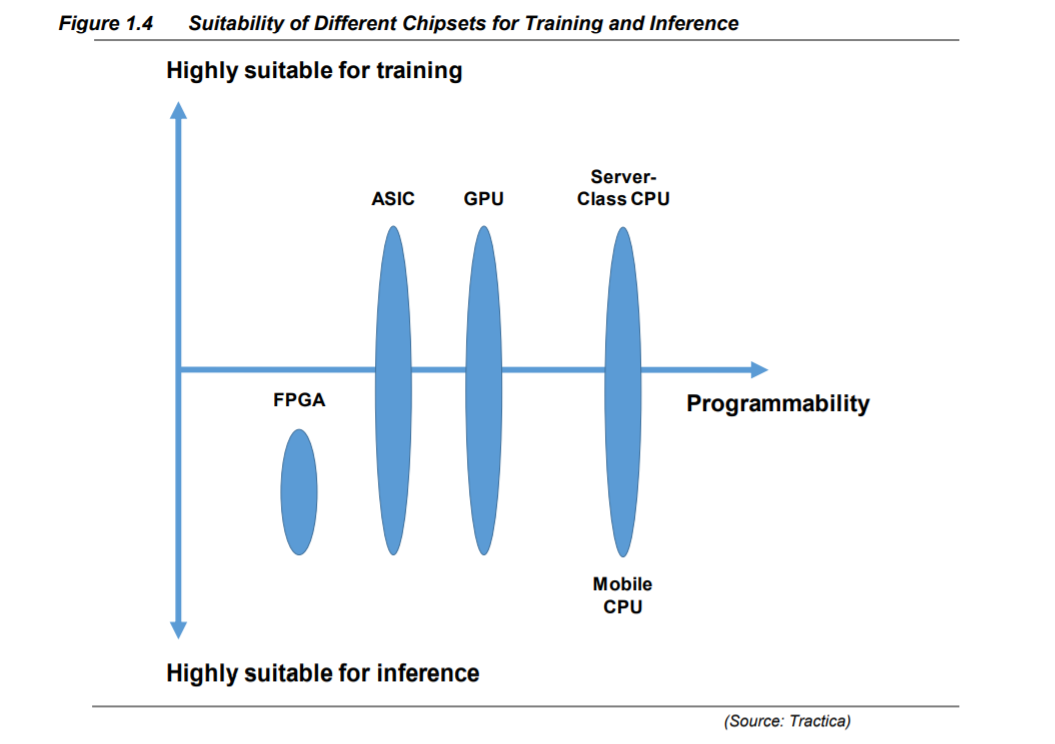 Figure 1.4 Suitability of Different Chipsets for Training and Inference
Highly suitable for training
Server-
Class CPU
ASIC
GPU
FPGA
Programmability
Mobile
CPU
Highly suitable for inference
(Source: Tractica)